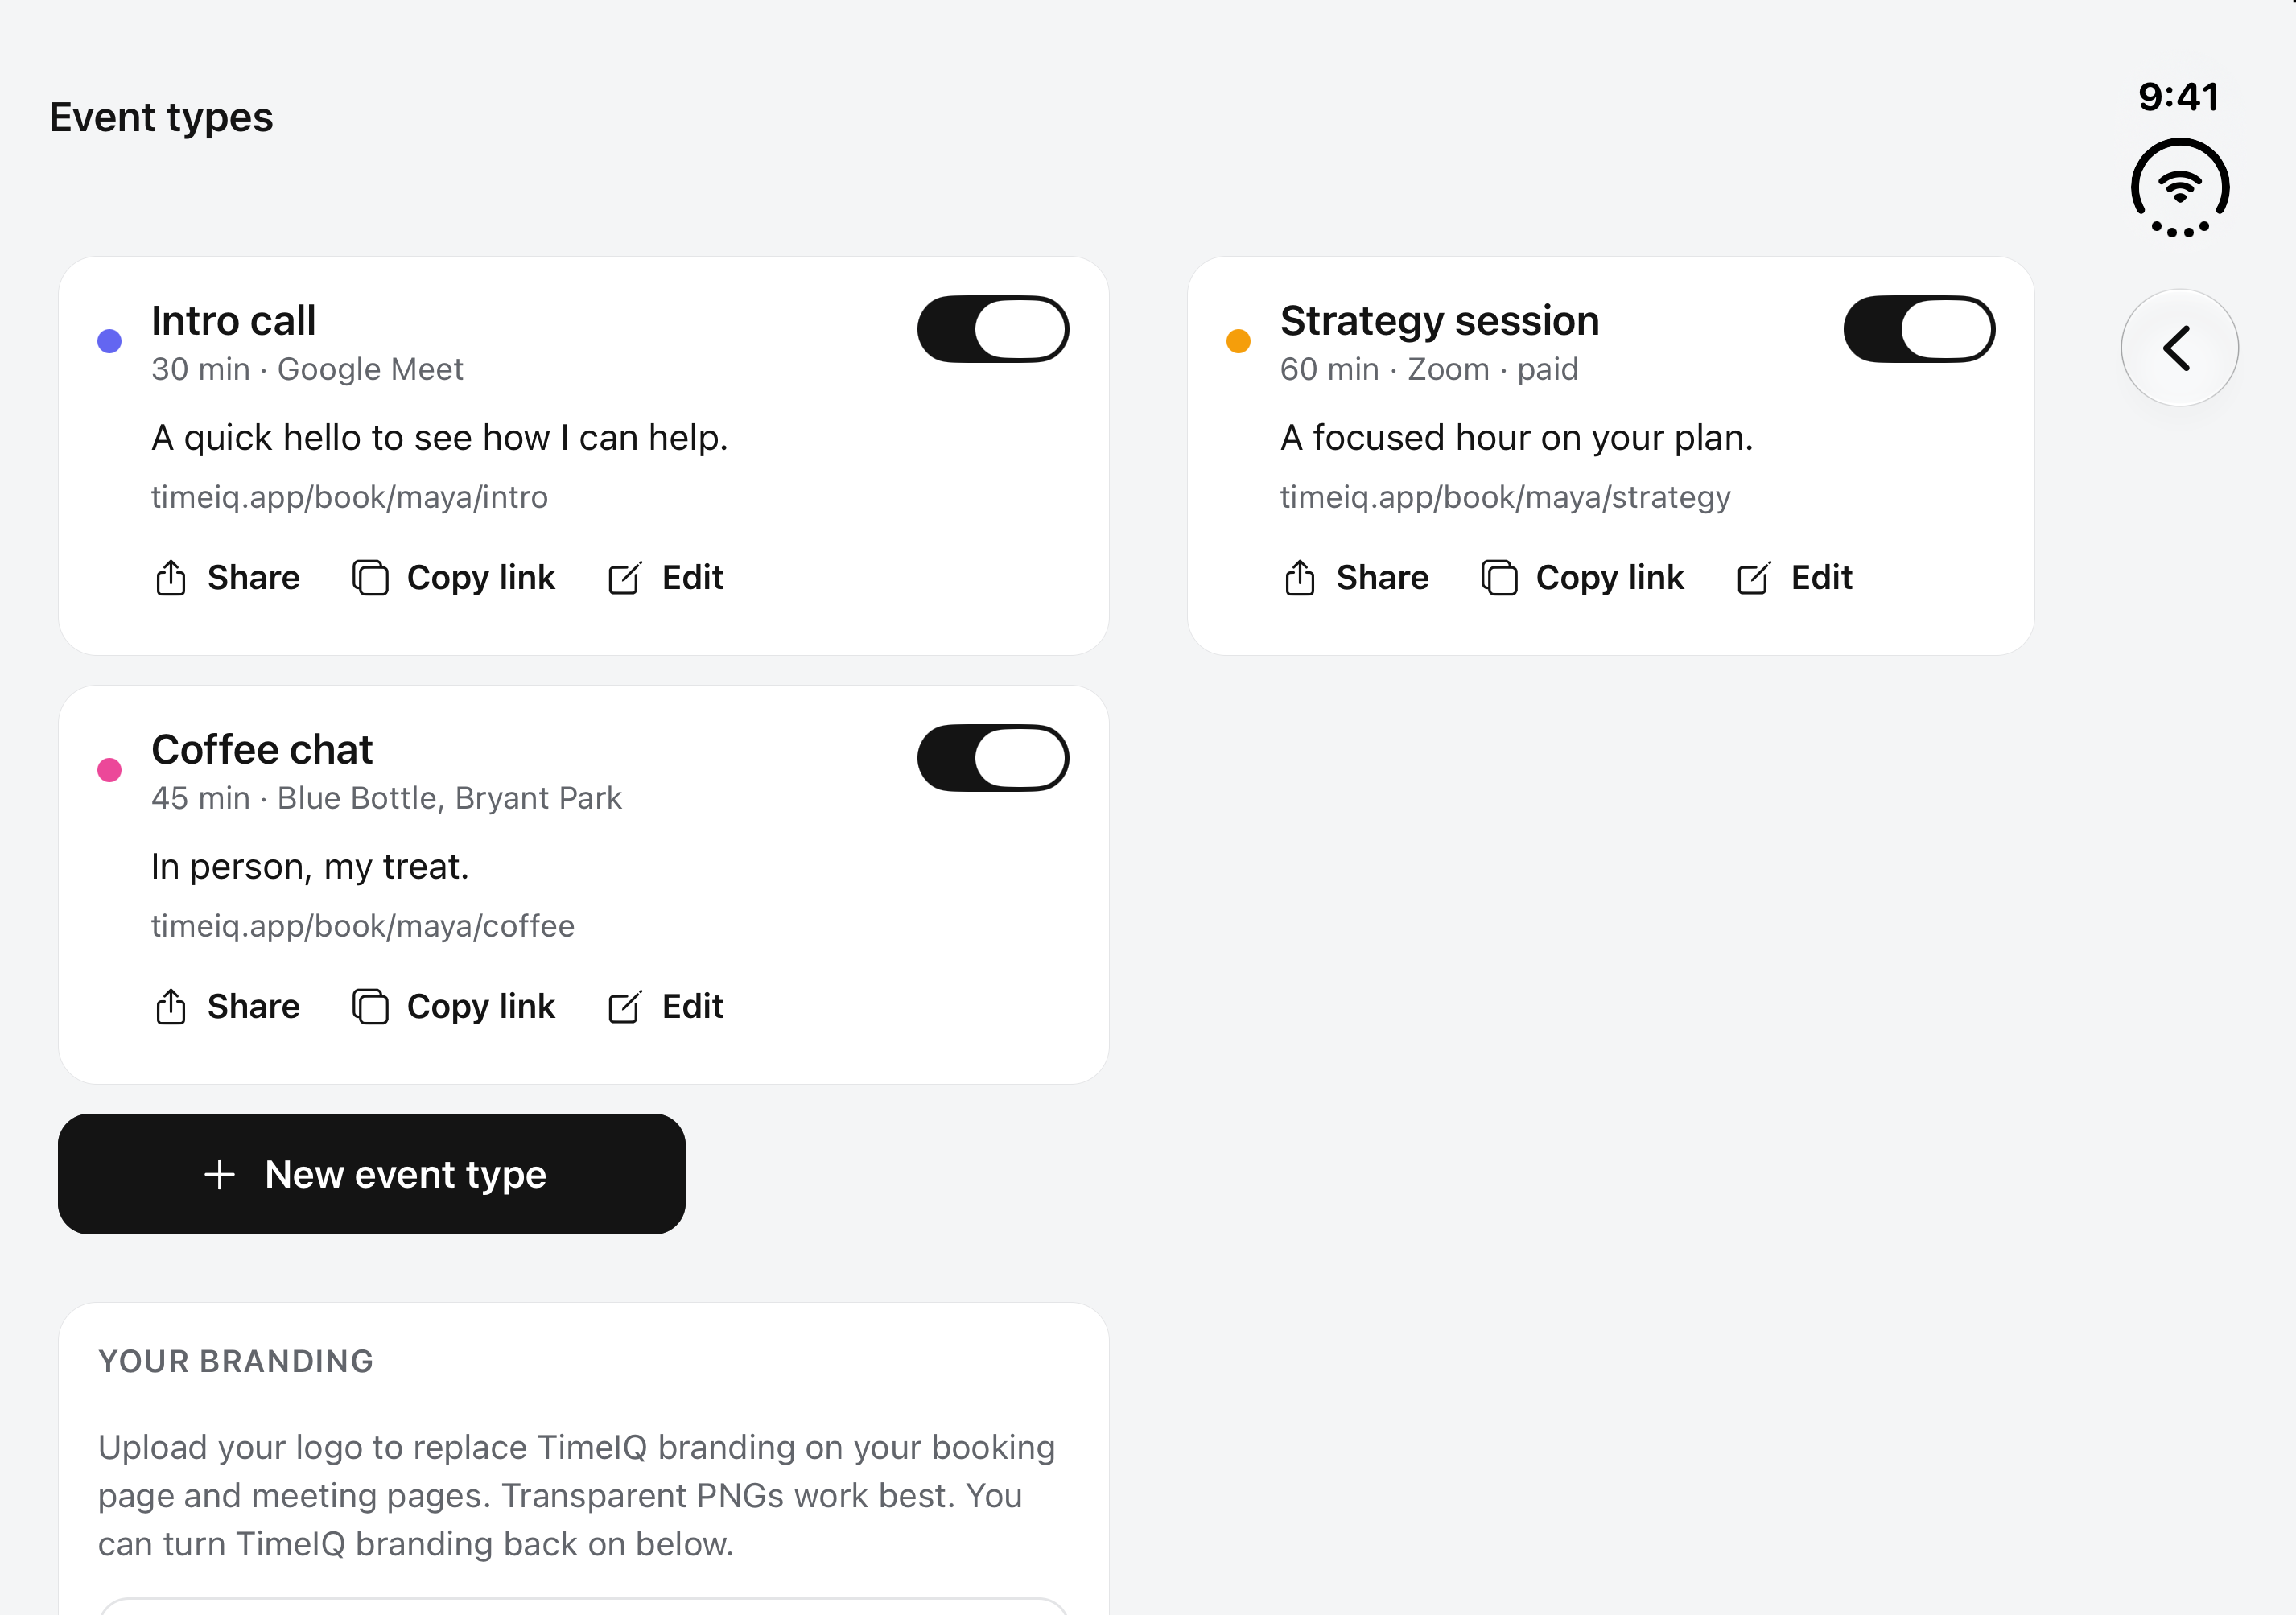 Event types
9:41
Intro call
30 min · Google Meet
A quick hello to see how I can help.
timeiq.app/book/maya/intro
Share Copy link Edit
Strategy session
60 min · Zoom · paid
A focused hour on your plan.
timeiq.app/book/maya/strategy
Share Copy link Edit
Coffee chat
45 min · Blue Bottle, Bryant Park
In person, my treat.
timeiq.app/book/maya/coffee
Share Copy link Edit
New event type
YOUR BRANDING
Upload your logo to replace TimeIQ branding on your booking
page and meeting pages. Transparent PNGs work best. You
can turn TimeIQ branding back on below.